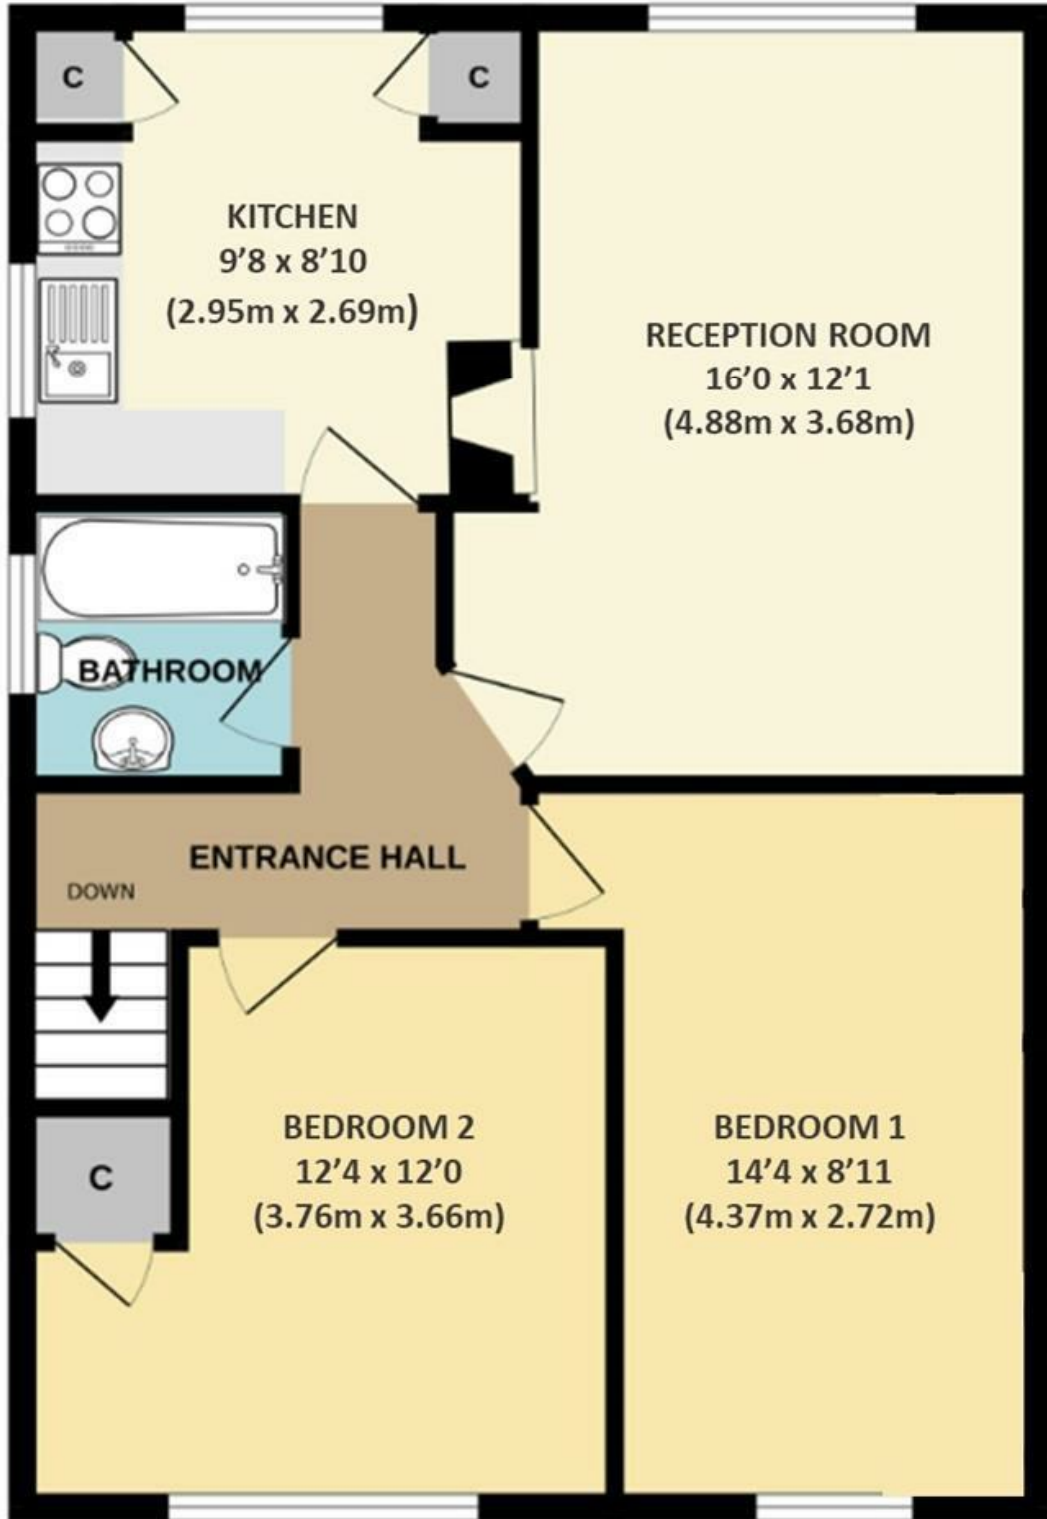 C
C
KITCHEN
9’8 x 8’10
(2.95m x 2.69m)
RECEPTION ROOM
16’0 x 12’1
(4.88m x 3.68m)
BATHROOM
ENTRANCE HALL
DOWN
BEDROOM 2
12’4 x 12’0
(3.76m x 3.66m)
BEDROOM 1
14’4 x 8’11
(4.37m x 2.72m)
C